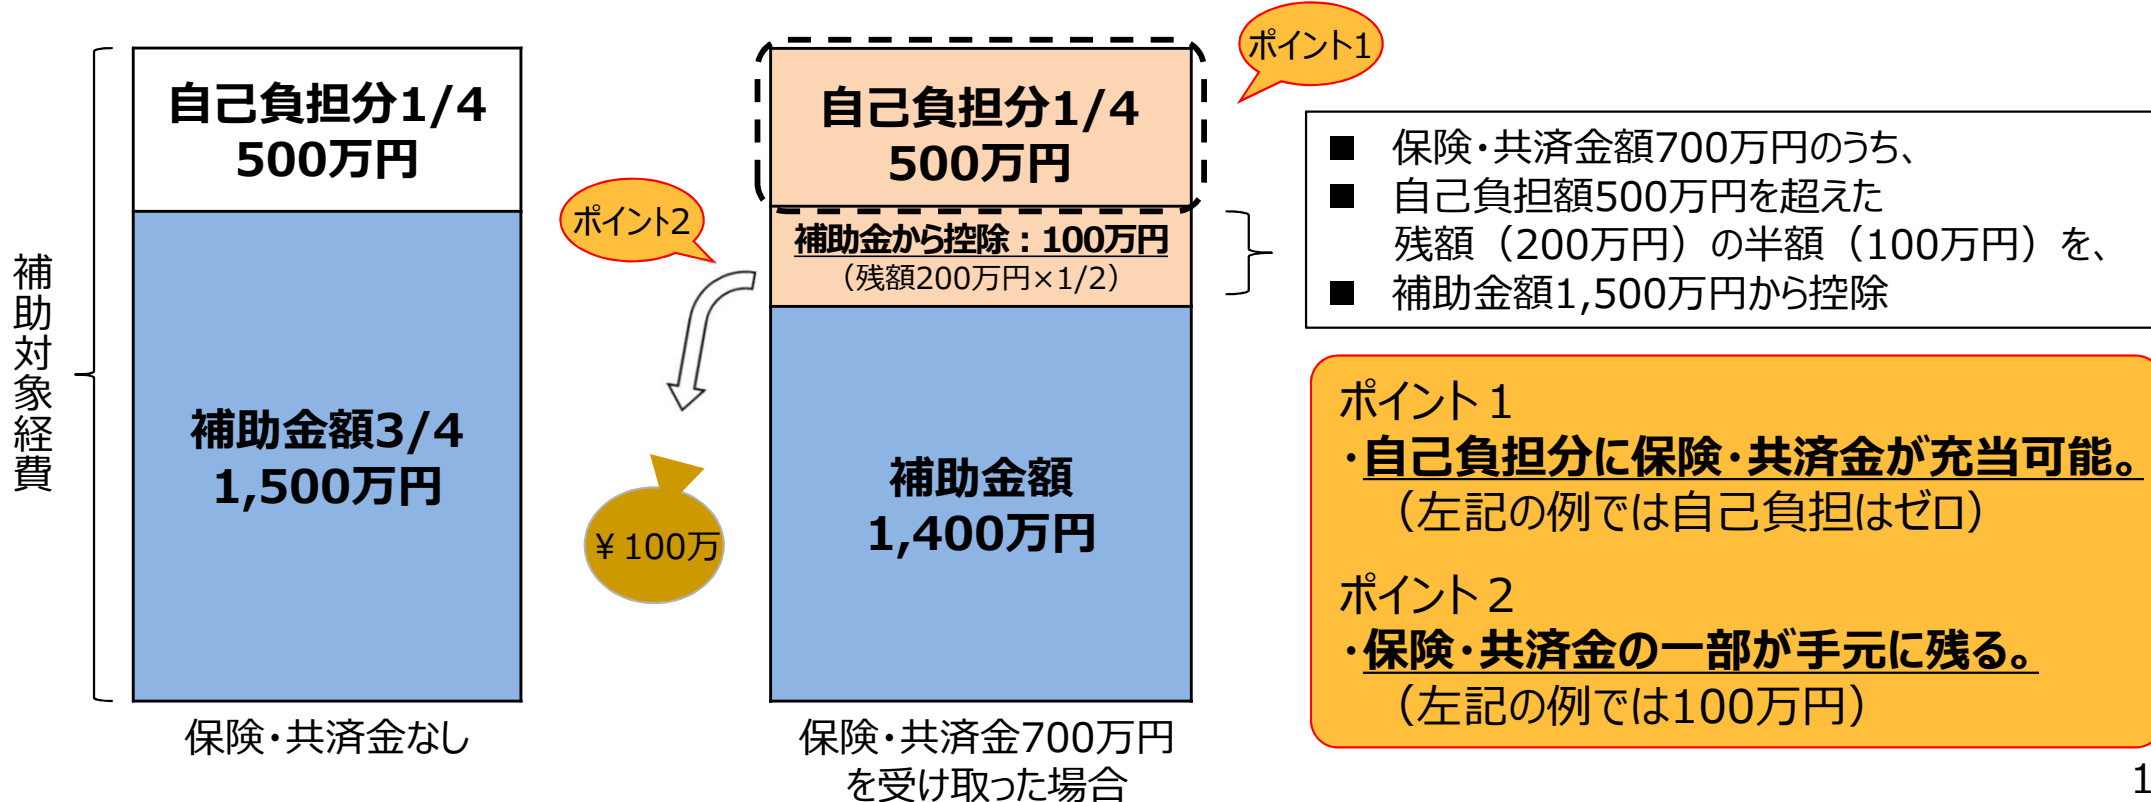 補助対象経費
自己負担分1/4
500万円
補助金額3/4
1,500万円
保険・共済金なし
ポイント2
¥100万
自己負担分1/4
500万円
補助金から控除：100万円
（残額200万円×1/2）
補助金額
1,400万円
保険・共済金700万円
を受け取った場合
ポイント1
■ 保険・共済金額700万円のうち、
■ 自己負担額500万円を超えた
残額（200万円）の半額（100万円）を、
■ 補助金額1,500万円から控除
ポイント１
・自己負担分に保険・共済金が充当可能。
（左記の例では自己負担はゼロ）
ポイント２
・保険・共済金の一部が手元に残る。
（左記の例では100万円）
1